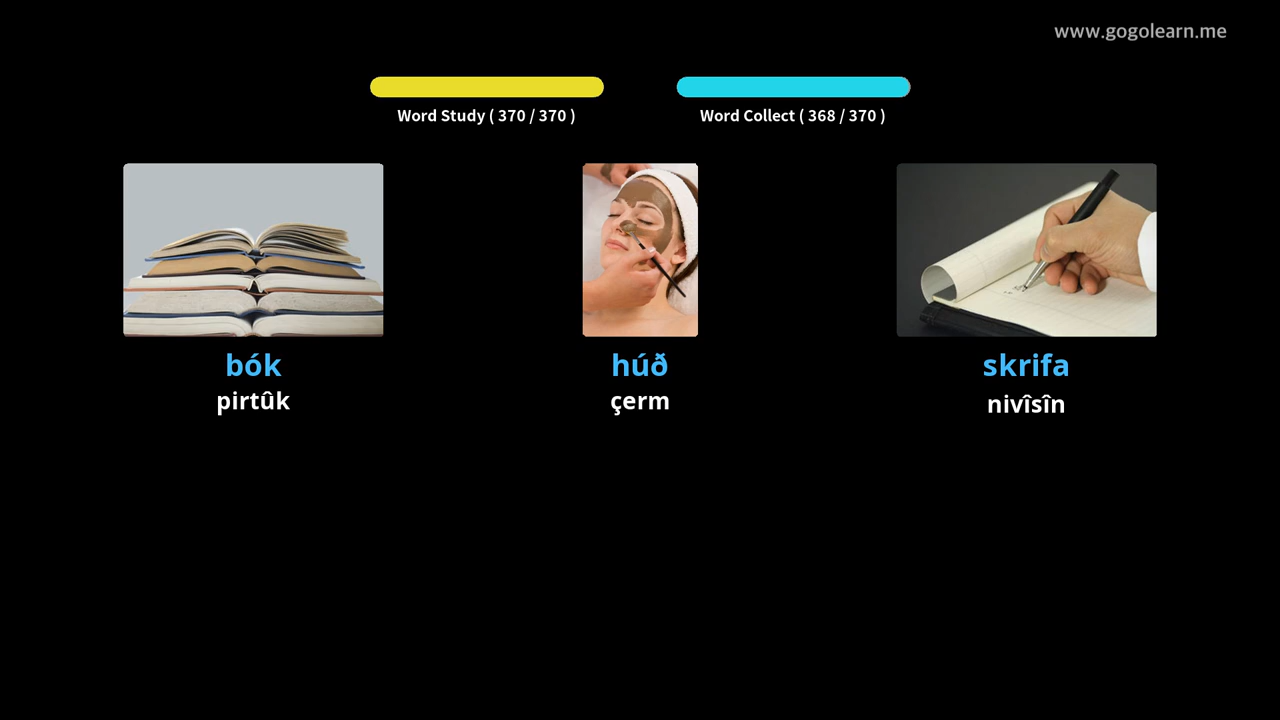 www.gogolearn.me
Word Study ( 370 / 370 )
Word Collect ( 368 / 370 )
bók
pirtûk
húð
çerm
skrifa
nivîsîn